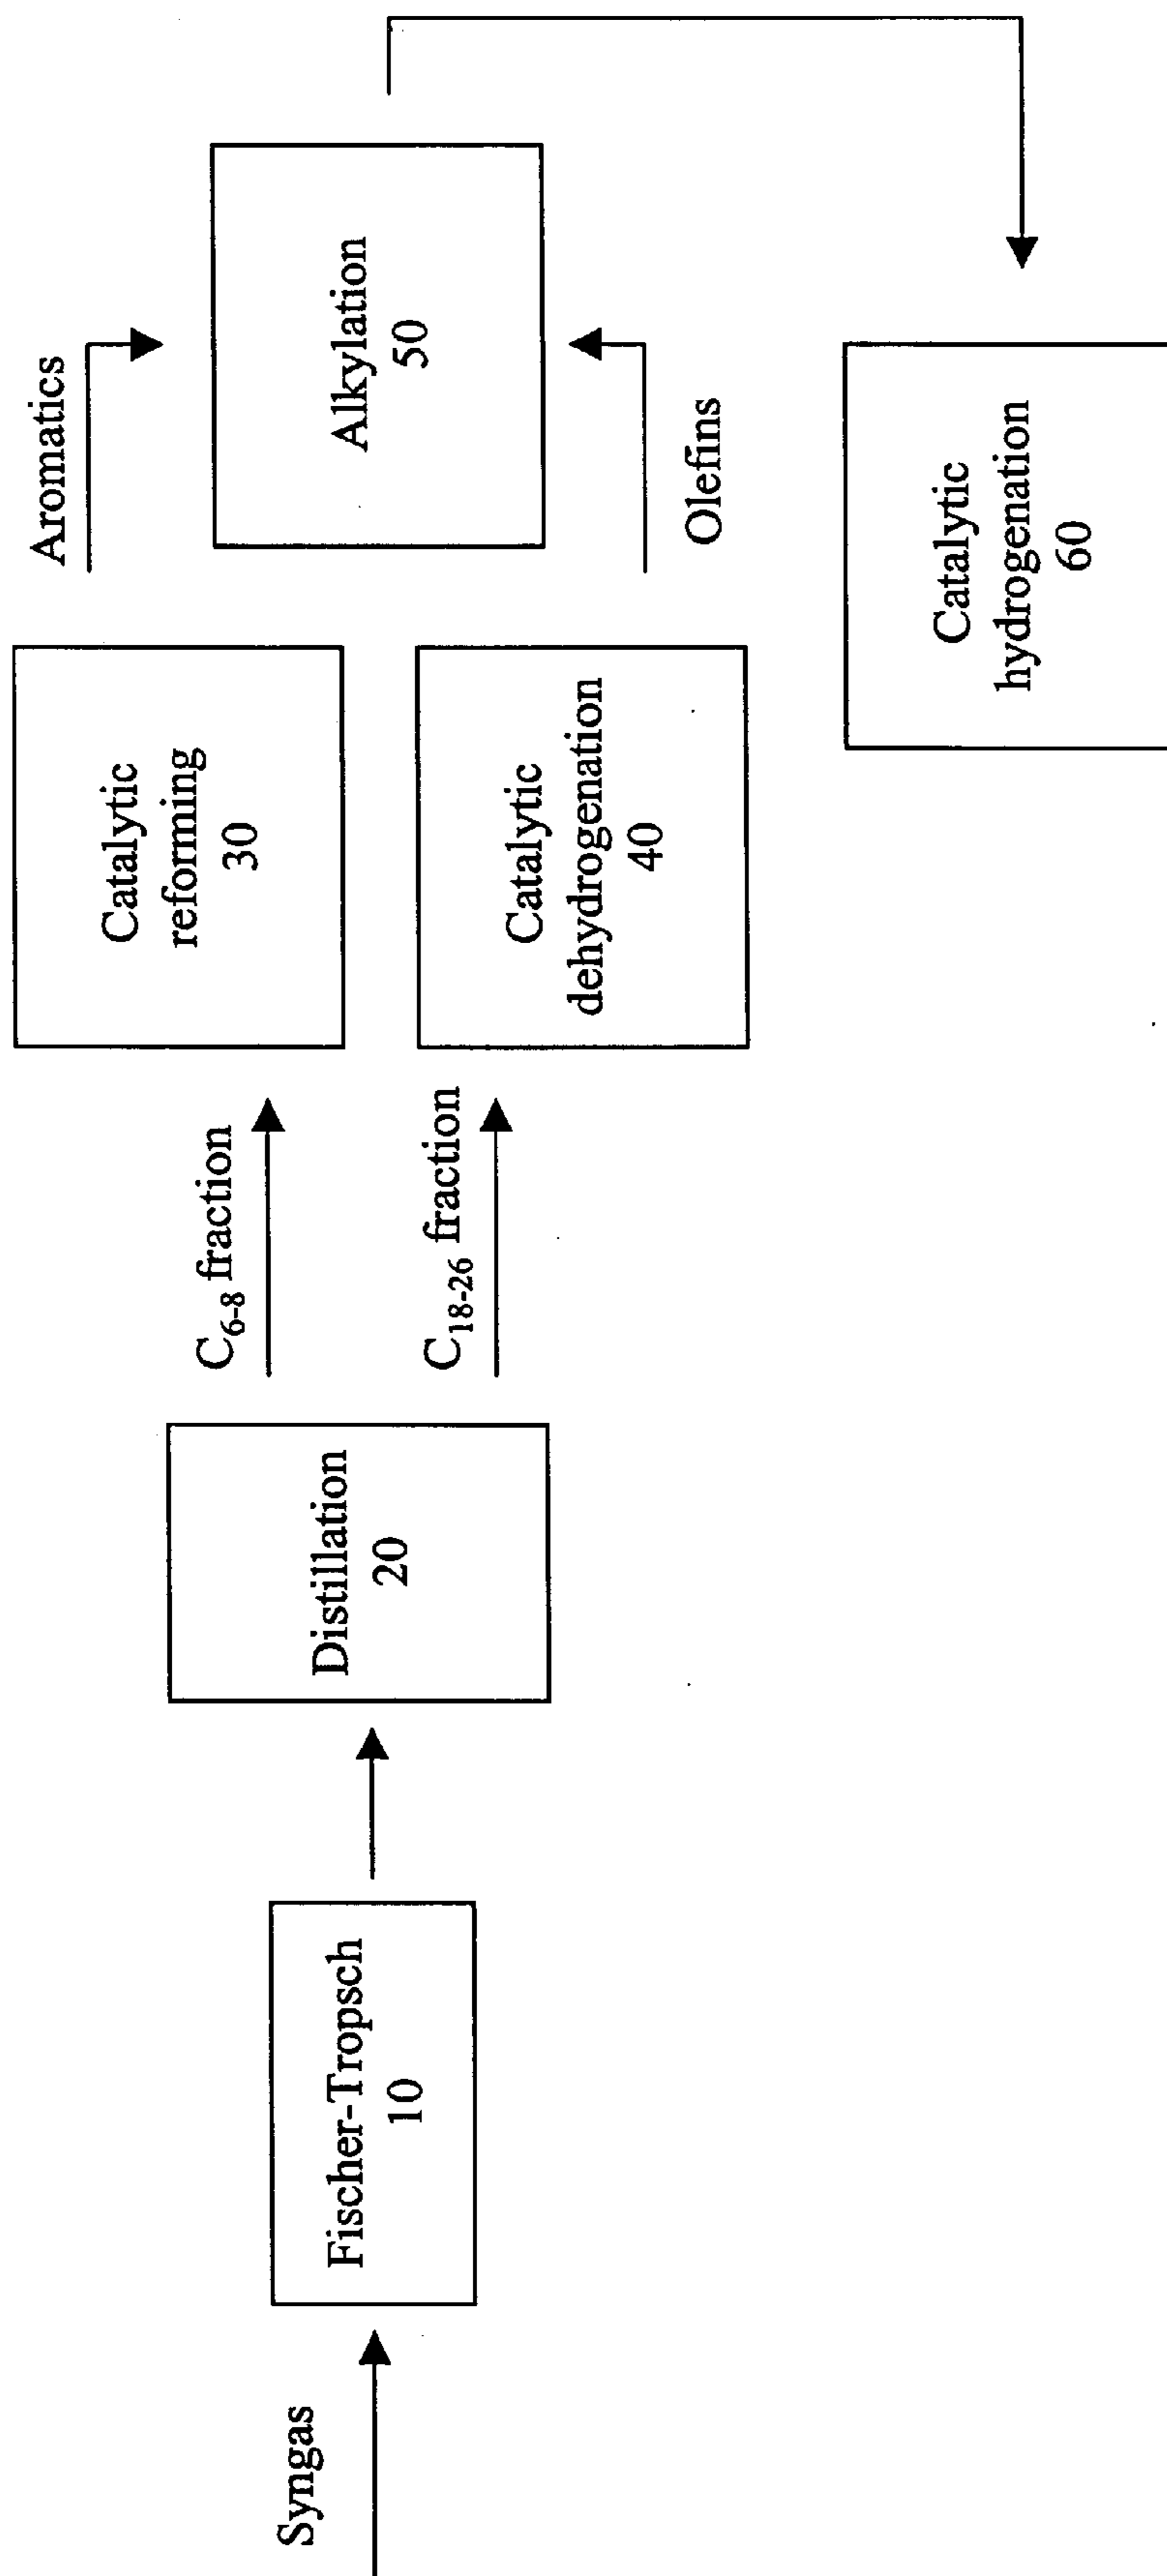 Syngas
Fischer-Tropsch
10
Distillation
20
C6-8 fraction
C18-26 fraction
Catalytic
reforming
30
Catalytic
dehydrogenation
40
Aromatics
Olefins
Alkylation
50
Catalytic
hydrogenation
60